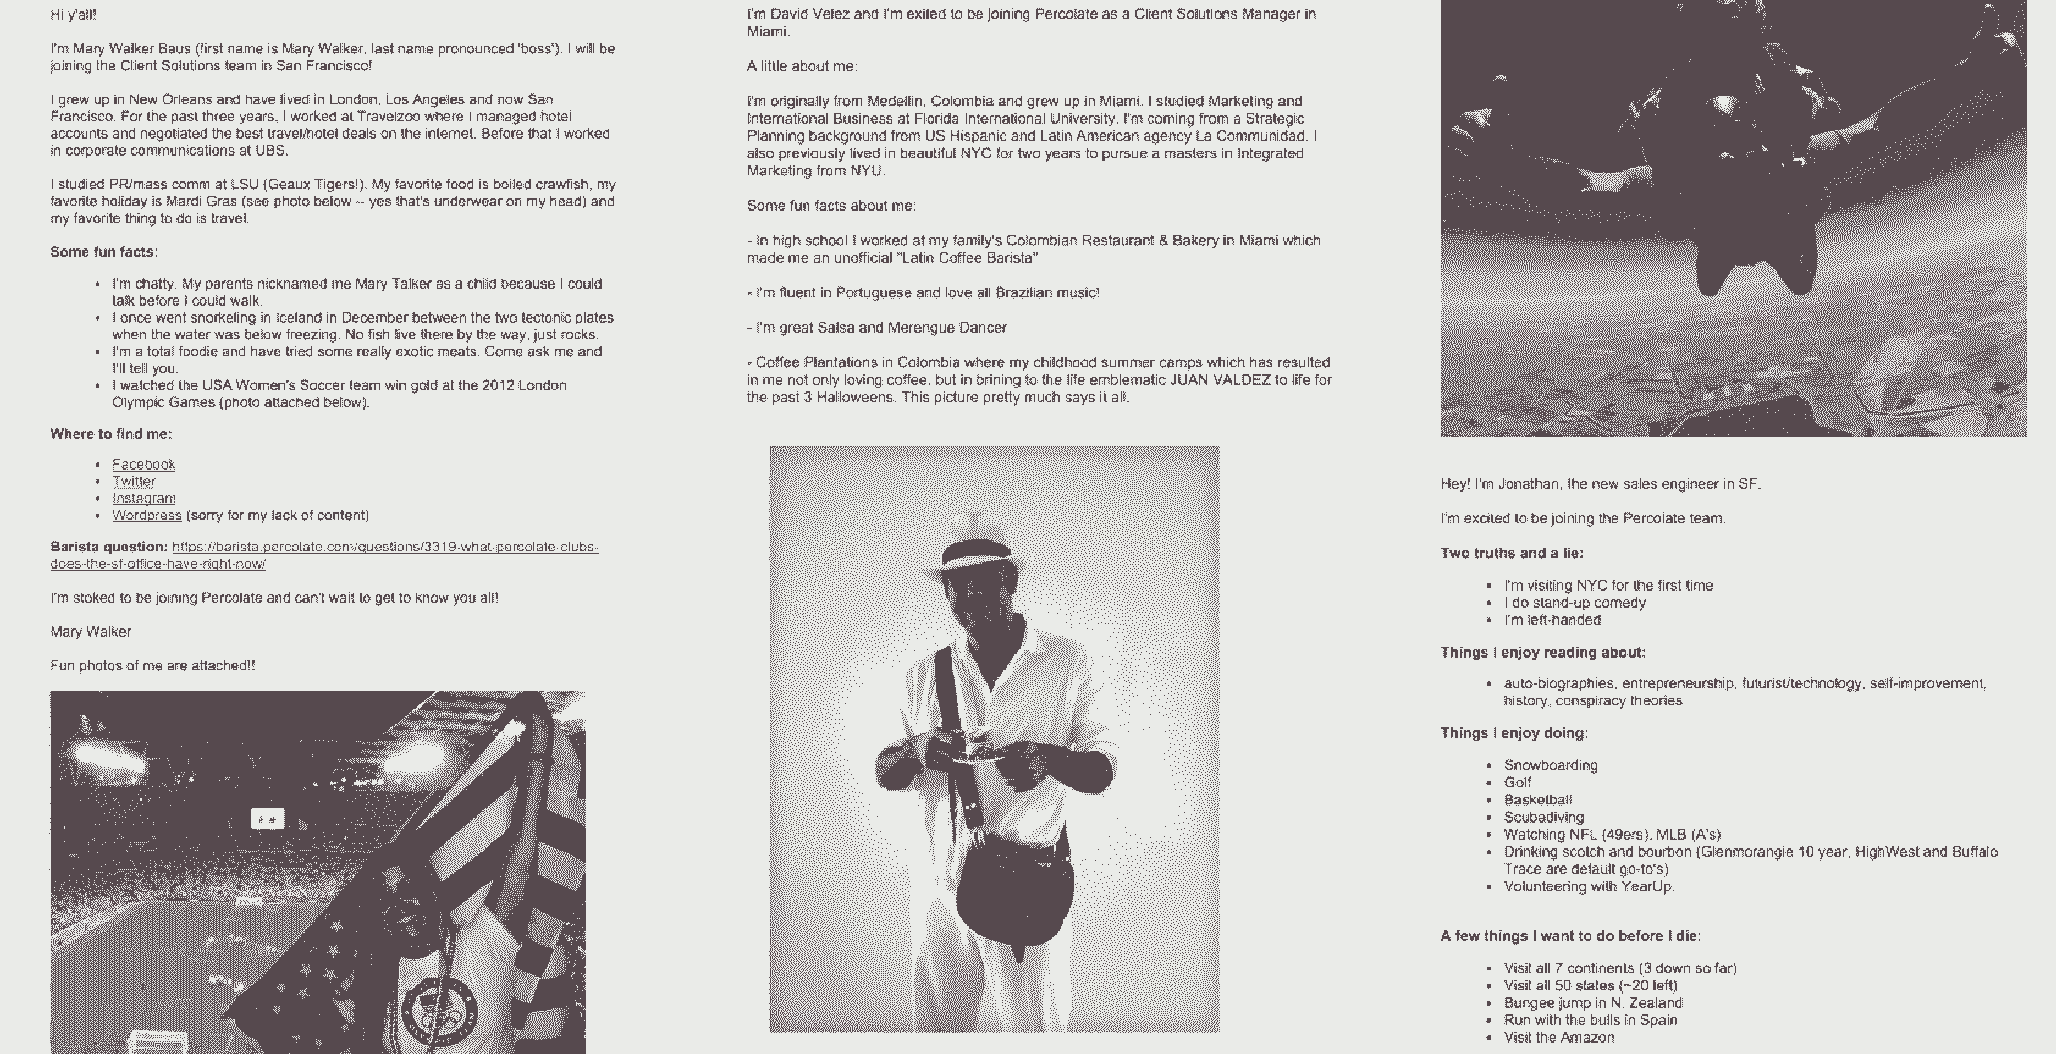 Hi y'all!
I'm Mary Walker Baus (first name is Mary Walker, last name pronounced 'boss'). I will be
joining the Client Solutions team in San Francisco!
I grew up in New Orleans and have lived in London, Los Angeles and now San
Francisco. For the past three years, I worked at Travelzoo where I managed hotel
accounts and negotiated the best travel/hotel deals on the internet. Before that I worked
in corporate communications at UBS.
I studied PR/mass comm at LSU (Geaux Tigers!). My favorite food is boiled crawfish, my
favorite holiday is Mardi Gras (see photo below -- yes that's underwear on my head) and
my favorite thing to do is travel.
Some fun facts:
• I'm chatty. My parents nicknamed me Mary Talker as a child because I could
talk before I could walk.
• I once went snorkeling in Iceland in December between the two tectonic plates
when the water was below freezing. No fish live there by the way, just rocks.
• I'm a total foodie and have tried some really exotic meats. Come ask me and
I'll tell you.
• I watched the USA Women's Soccer team win gold at the 2012 London
Olympic Games (photo attached below).
Where to find me:
• Facebook
• Twitter
• Instagram
• Wordpress (sorry for my lack of content)
Barista question: https://barista.percolate.com/questions/3319-what-percolate-clubs-
does-the-sf-office-have-right-now/
I'm stoked to be joining Percolate and can't wait to get to know you all!
Mary Walker
Fun photos of me are attached!!
I'm David Velez and I'm exited to be joining Percolate as a Client Solutions Manager in
Miami.
A little about me:
I'm originally from Medellin, Colombia and grew up in Miami. I studied Marketing and
International Business at Florida International University. I'm coming from a Strategic
Planning background from US Hispanic and Latin American agency La Communidad. I
also previously lived in beautiful NYC for two years to pursue a masters in Integrated
Marketing from NYU.
Some fun facts about me:
- In high school I worked at my family's Colombian Restaurant & Bakery in Miami which
made me an unofficial "Latin Coffee Barista"
- I'm fluent in Portuguese and love all Brazilian music!
- I'm great Salsa and Merengue Dancer
- Coffee Plantations in Colombia where my childhood summer camps which has resulted
in me not only loving coffee, but in brining to the life emblematic JUAN VALDEZ to life for
the past 3 Halloweens. This picture pretty much says it all.
Hey! I'm Jonathan, the new sales engineer in SF.
I'm excited to be joining the Percolate team.
Two truths and a lie:
• I'm visiting NYC for the first time
• I do stand-up comedy
• I'm left-handed
Things I enjoy reading about:
• auto-biographies, entrepreneurship, futurist/technology, self-improvement,
history, conspiracy theories
Things I enjoy doing:
• Snowboarding
• Golf
• Basketball
• Scubadiving
• Watching NFL (49ers), MLB (A's)
• Drinking scotch and bourbon (Glenmorangie 10 year, HighWest and Buffalo
Trace are default go-to's)
• Volunteering with YearUp.
A few things I want to do before I die:
• Visit all 7 continents (3 down so far)
• Visit all 50 states (~20 left)
• Bungee jump in N. Zealand
• Run with the bulls in Spain
• Visit the Amazon